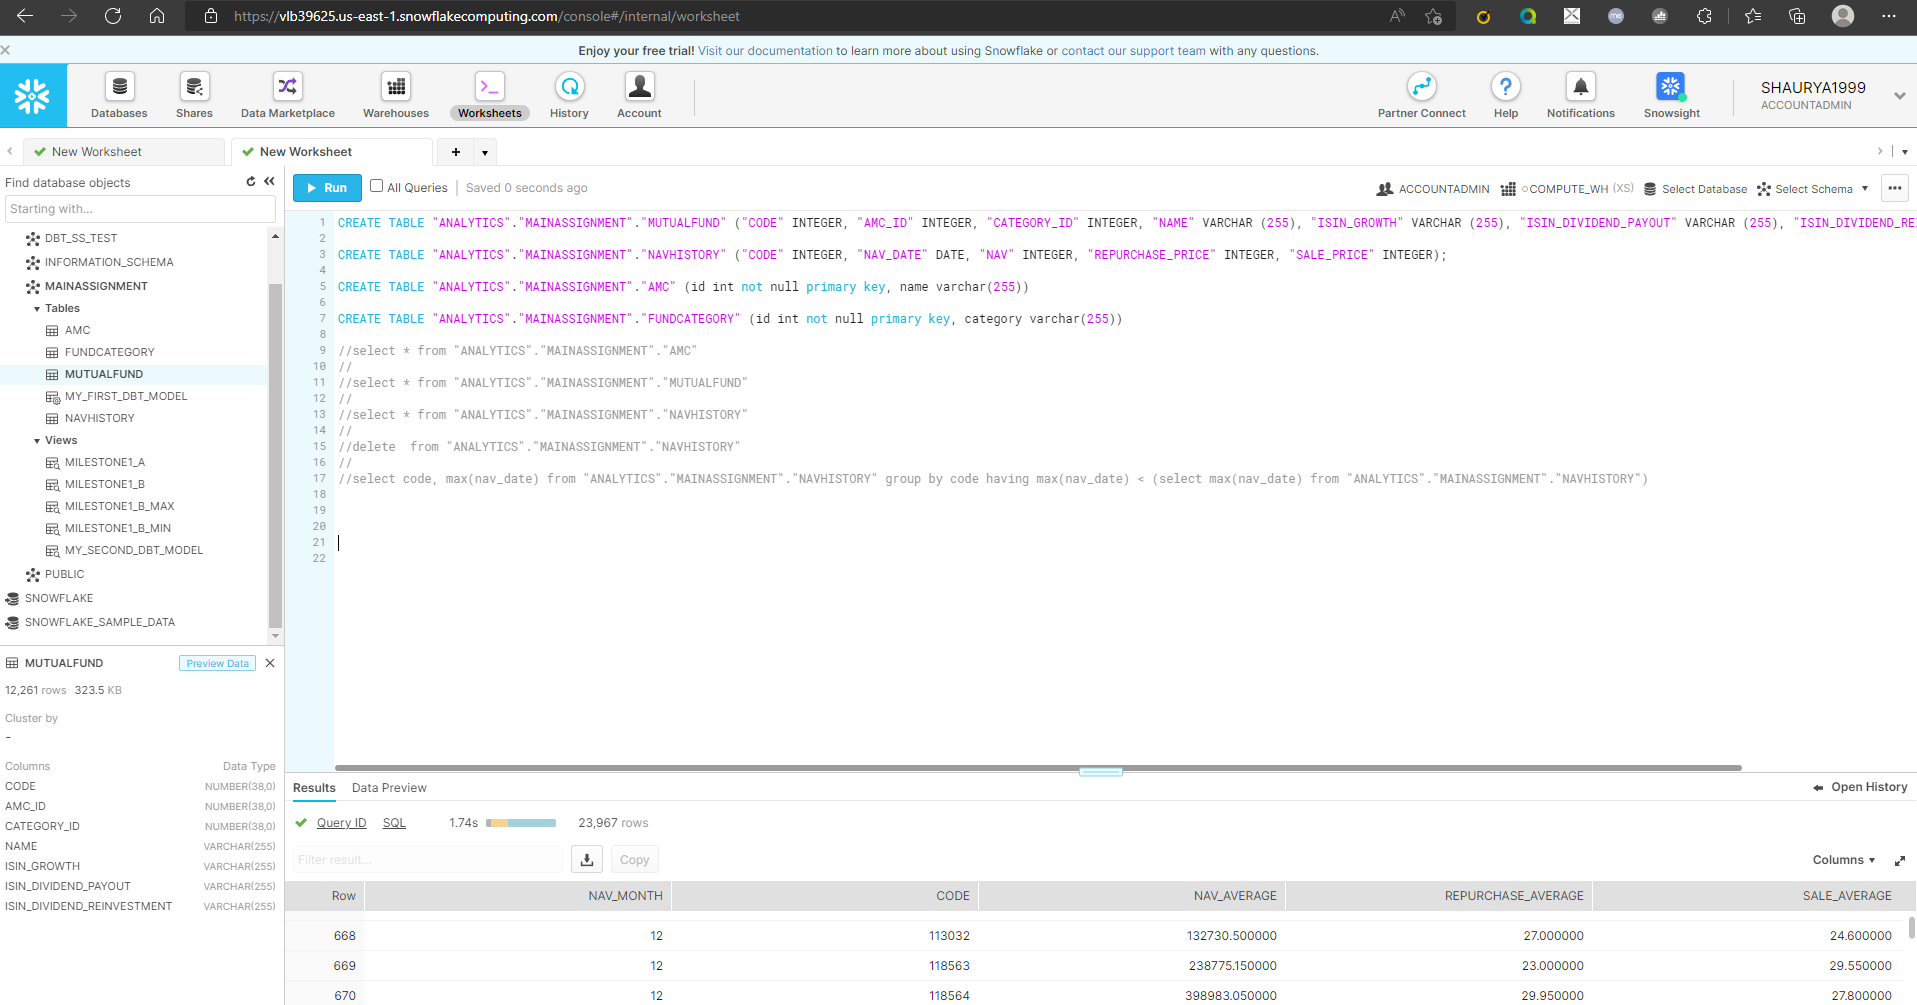 https://vlb39625.us-east-1.snowflakecomputing.com/console#/internal/worksheet
Enjoy your free trial! Visit our documentation to learn more about using Snowflake or contact our support team with any questions.
Databases
Shares
Data Marketplace
Warehouses
Worksheets
History
Account
Partner Connect
Help
Notifications
Snowsight
SHAURYA1999
ACCOUNTADMIN
New Worksheet
New Worksheet
Find database objects
Starting with...
DBT_SS_TEST
INFORMATION_SCHEMA
MAINASSIGNMENT
Tables
AMC
FUNDCATEGORY
MUTUALFUND
MY_FIRST_DBT_MODEL
NAVHISTORY
Views
MILESTONE1_A
MILESTONE1_B
MILESTONE1_B_MAX
MILESTONE1_B_MIN
MY_SECOND_DBT_MODEL
PUBLIC
SNOWFLAKE
SNOWFLAKE_SAMPLE_DATA
MUTUALFUND Preview Data
12,261 rows 323.5 KB
Cluster by
-
Columns Data Type
CODE NUMBER(38,0)
AMC_ID NUMBER(38,0)
CATEGORY_ID NUMBER(38,0)
NAME VARCHAR(255)
ISIN_GROWTH VARCHAR(255)
ISIN_DIVIDEND_PAYOUT VARCHAR(255)
ISIN_DIVIDEND_REINVESTMENT VARCHAR(255)
Run All Queries Saved 0 seconds ago ACCOUNTADMIN COMPUTE_WH (XS) Select Database Select Schema
1 CREATE TABLE "ANALYTICS"."MAINASSIGNMENT"."MUTUALFUND" ("CODE" INTEGER, "AMC_ID" INTEGER, "CATEGORY_ID" INTEGER, "NAME" VARCHAR (255), "ISIN_GROWTH" VARCHAR (255), "ISIN_DIVIDEND_PAYOUT" VARCHAR (255), "ISIN_DIVIDEND_REI
2
3 CREATE TABLE "ANALYTICS"."MAINASSIGNMENT"."NAVHISTORY" ("CODE" INTEGER, "NAV_DATE" DATE, "NAV" INTEGER, "REPURCHASE_PRICE" INTEGER, "SALE_PRICE" INTEGER);
4
5 CREATE TABLE "ANALYTICS"."MAINASSIGNMENT"."AMC" (id int not null primary key, name varchar(255))
6
7 CREATE TABLE "ANALYTICS"."MAINASSIGNMENT"."FUNDCATEGORY" (id int not null primary key, category varchar(255))
8
9 //select * from "ANALYTICS"."MAINASSIGNMENT"."AMC"
10 //
11 //select * from "ANALYTICS"."MAINASSIGNMENT"."MUTUALFUND"
12 //
13 //select * from "ANALYTICS"."MAINASSIGNMENT"."NAVHISTORY"
14 //
15 //delete  from "ANALYTICS"."MAINASSIGNMENT"."NAVHISTORY"
16 //
17 //select code, max(nav_date) from "ANALYTICS"."MAINASSIGNMENT"."NAVHISTORY" group by code having max(nav_date) < (select max(nav_date) from "ANALYTICS"."MAINASSIGNMENT"."NAVHISTORY")
18
19
20
21
22
Results Data Preview Open History
Query ID SQL 1.74s 23,967 rows
Filter result... Copy Columns
Row NAV_MONTH CODE NAV_AVERAGE REPURCHASE_AVERAGE SALE_AVERAGE
668 12 113032 132730.500000 27.000000 24.600000
669 12 118563 238775.150000 23.000000 29.550000
670 12 118564 398983.050000 29.950000 27.800000